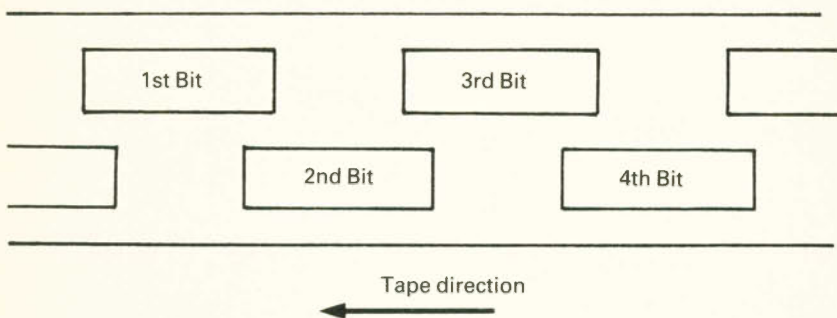 1st Bit
3rd Bit
2nd Bit
4th Bit
Tape direction